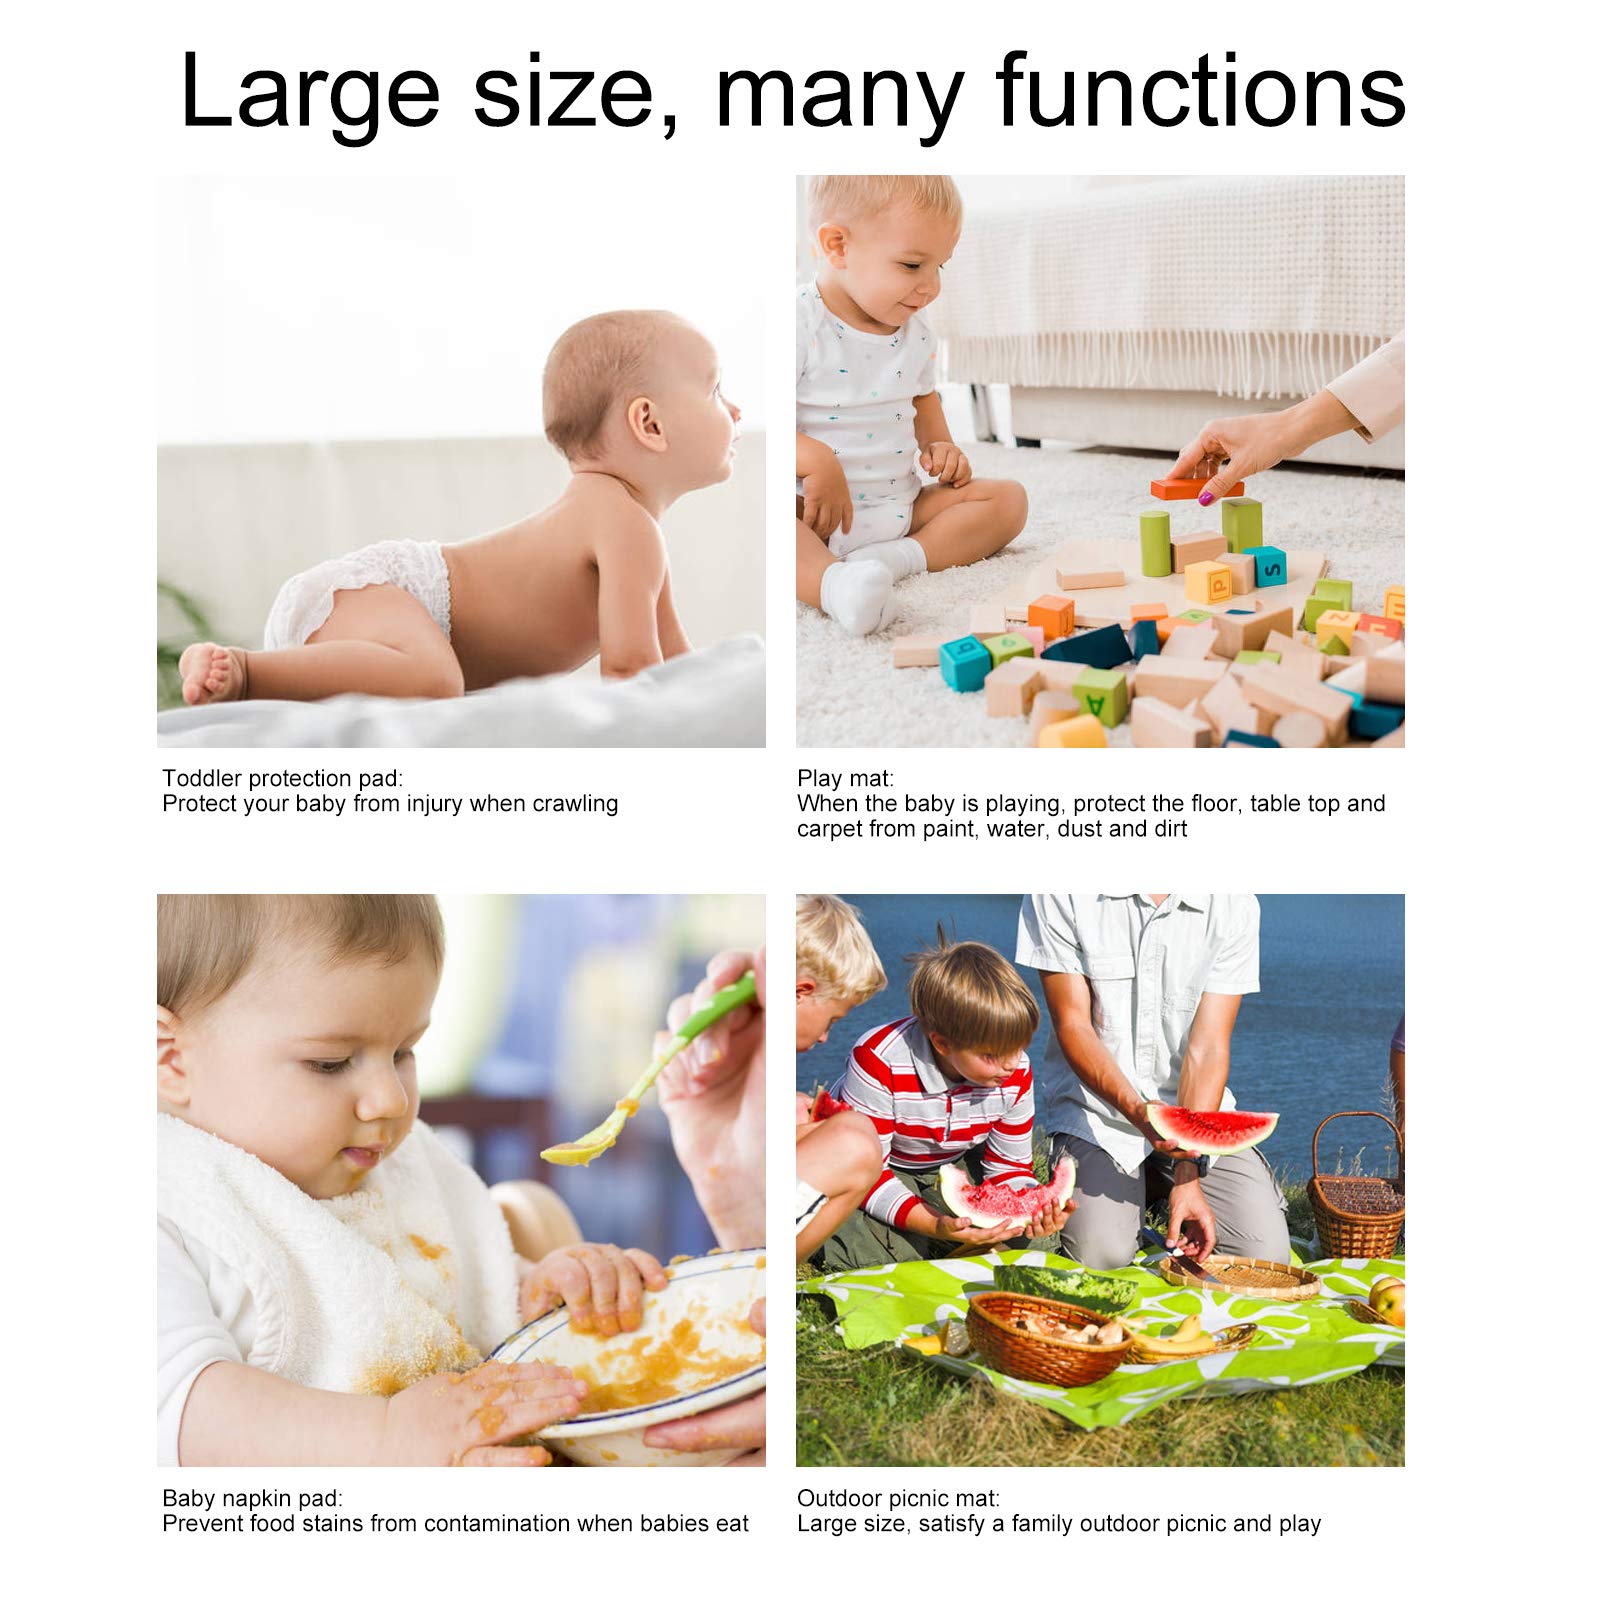 Large size, many functions
Toddler protection pad:
Protect your baby from injury when crawling
Play mat:
When the baby is playing, protect the floor, table top and
carpet from paint, water, dust and dirt
Baby napkin pad:
Prevent food stains from contamination when babies eat
Outdoor picnic mat:
Large size, satisfy a family outdoor picnic and play